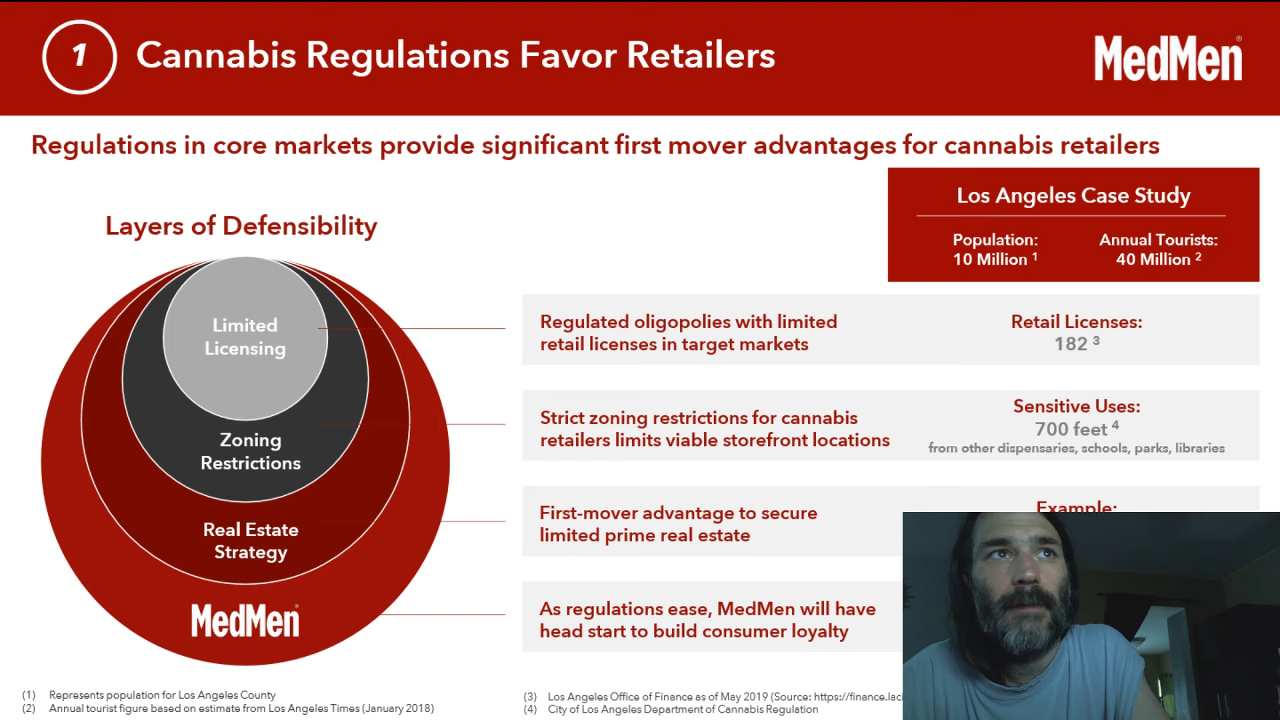 1
Cannabis Regulations Favor Retailers
MedMen®
Regulations in core markets provide significant first mover advantages for cannabis retailers
Layers of Defensibility
Los Angeles Case Study
Population:
10 Million 1
Annual Tourists:
40 Million 2
Limited
Licensing
Regulated oligopolies with limited
retail licenses in target markets
Retail Licenses:
182 3
Zoning
Restrictions
Strict zoning restrictions for cannabis
retailers limits viable storefront locations
Sensitive Uses:
700 feet 4
from other dispensaries, schools, parks, libraries
Real Estate
Strategy
First-mover advantage to secure
limited prime real estate
Example:
MedMen
As regulations ease, MedMen will have
head start to build consumer loyalty
(1) Represents population for Los Angeles County
(2) Annual tourist figure based on estimate from Los Angeles Times (January 2018)
(3) Los Angeles Office of Finance as of May 2019 (Source: https://finance.laci
(4) City of Los Angeles Department of Cannabis Regulation